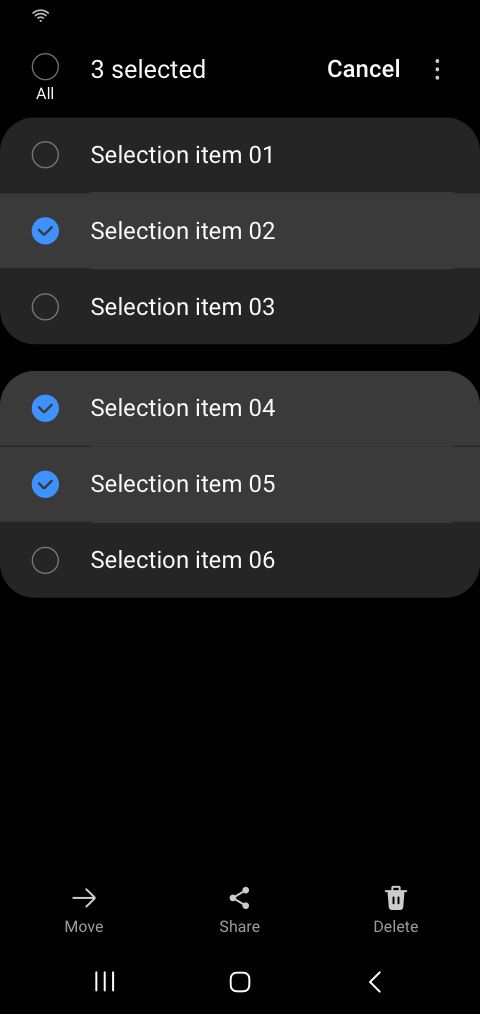 3 selected
Cancel
All
Selection item 01
Selection item 02
Selection item 03
Selection item 04
Selection item 05
Selection item 06
Move
Share
Delete